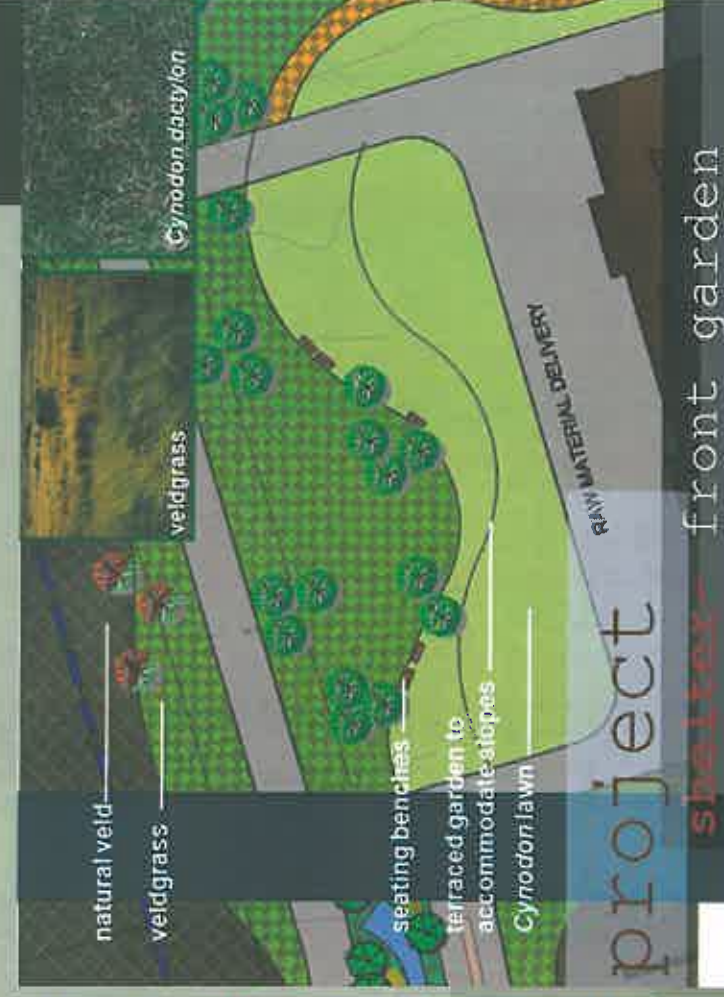 natural veld
veldgrass
veldgrass
Cynodon dactylon
seating benches
terraced garden to
accommodate slopes
Cynodon lawn
RAW MATERIAL DELIVERY
project
shelter- front garden